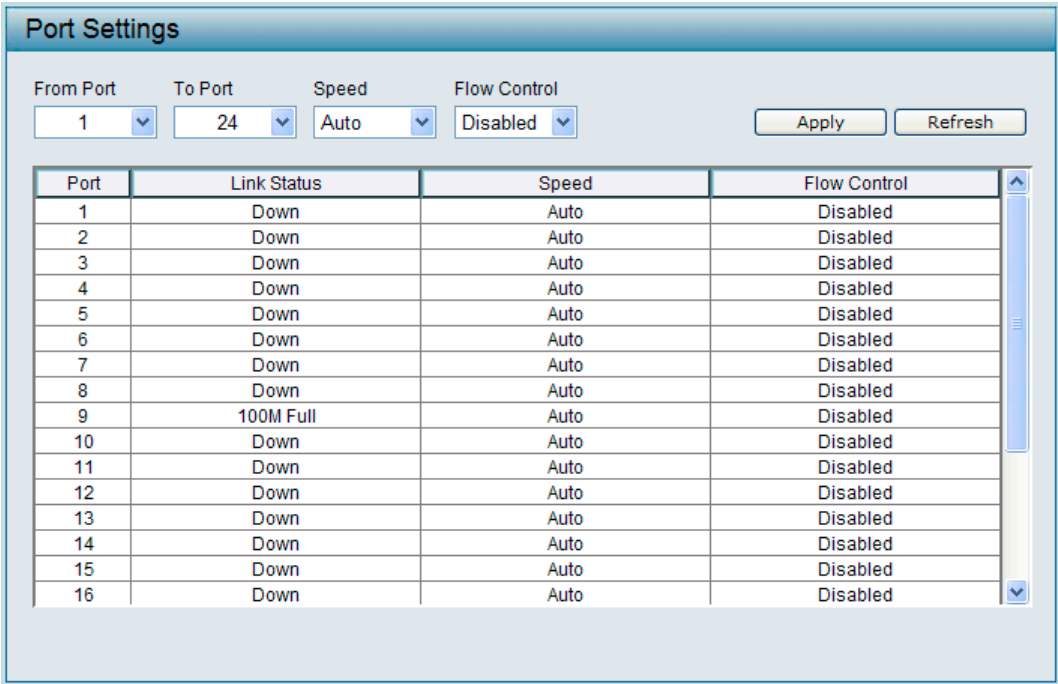 Port Settings
From Port To Port Speed Flow Control
1 24 Auto Disabled Apply Refresh
Port Link Status Speed Flow Control
1 Down Auto Disabled
2 Down Auto Disabled
3 Down Auto Disabled
4 Down Auto Disabled
5 Down Auto Disabled
6 Down Auto Disabled
7 Down Auto Disabled
8 Down Auto Disabled
9 100M Full Auto Disabled
10 Down Auto Disabled
11 Down Auto Disabled
12 Down Auto Disabled
13 Down Auto Disabled
14 Down Auto Disabled
15 Down Auto Disabled
16 Down Auto Disabled